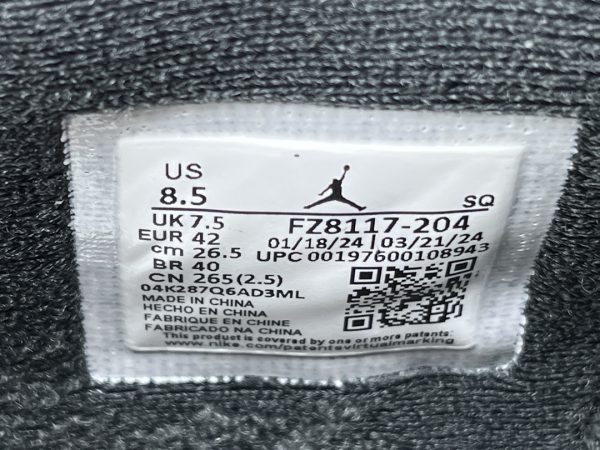 US
8.5
SQ
UK 7.5
FZ8117-204
EUR 42
01/18/24 | 03/21/24
cm 26.5
UPC 00197600108943
BR 40
CN 265(2.5)
04K287Q6AD3ML
MADE IN CHINA
HECHO EN CHINA
FABRIQUE EN CHINE
FABRICADO NA CHINA
This product is covered by one or more patents:
www.nike.com/patentsvirtualmarking